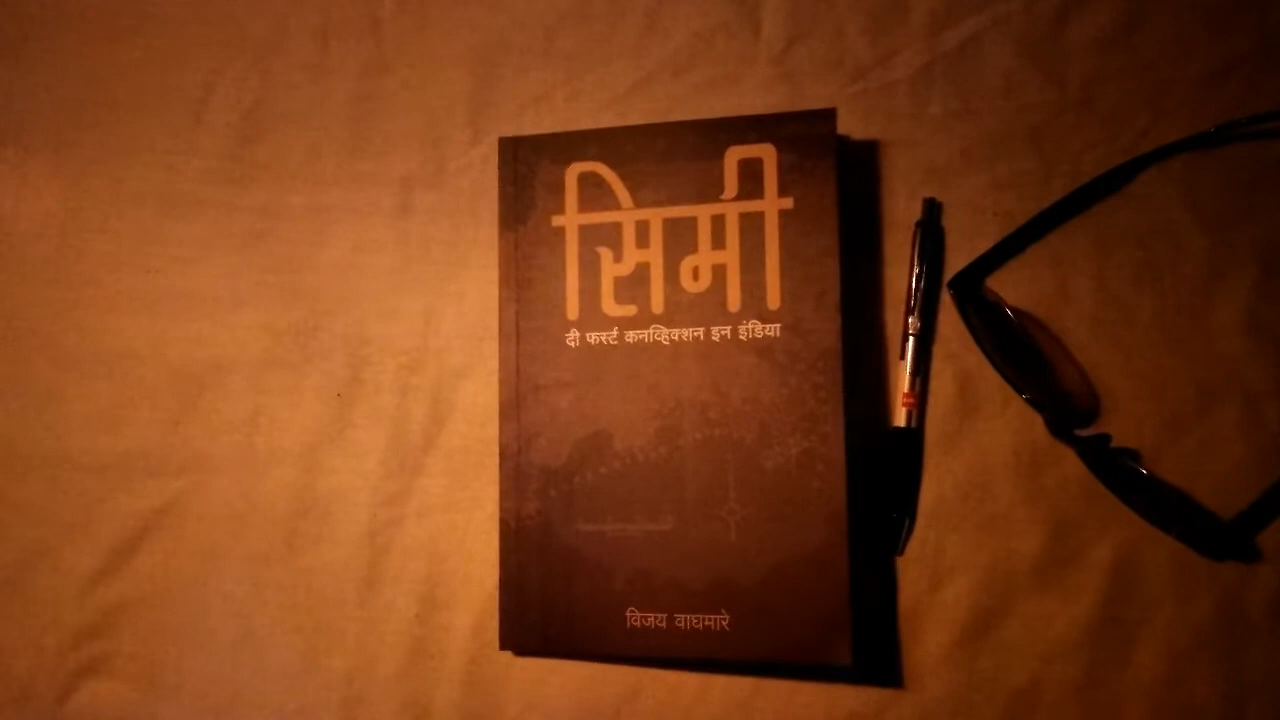 सिमी
दी फर्स्ट कनव्हिक्शन इन इंडिया
विजय वाघमारे